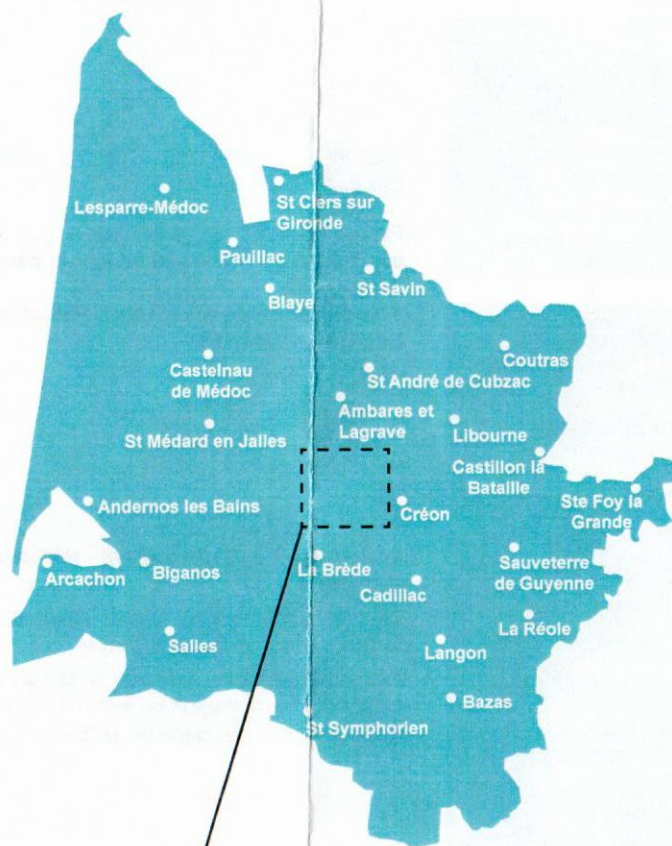 Lesparre-Médoc
St Ciers sur
Gironde
Pauillac
St Savin
Blaye
Coutras
Castelnau
de Médoc
St André de Cubzac
Ambares et
Lagrave
Libourne
St Médard en Jalles
Castillon la
Bataille
Ste Foy la
Grande
Andernos les Bains
Créon
La Brède
Sauveterre
de Guyenne
Arcachon
Biganos
Cadillac
La Réole
Salles
Langon
Bazas
St Symphorien